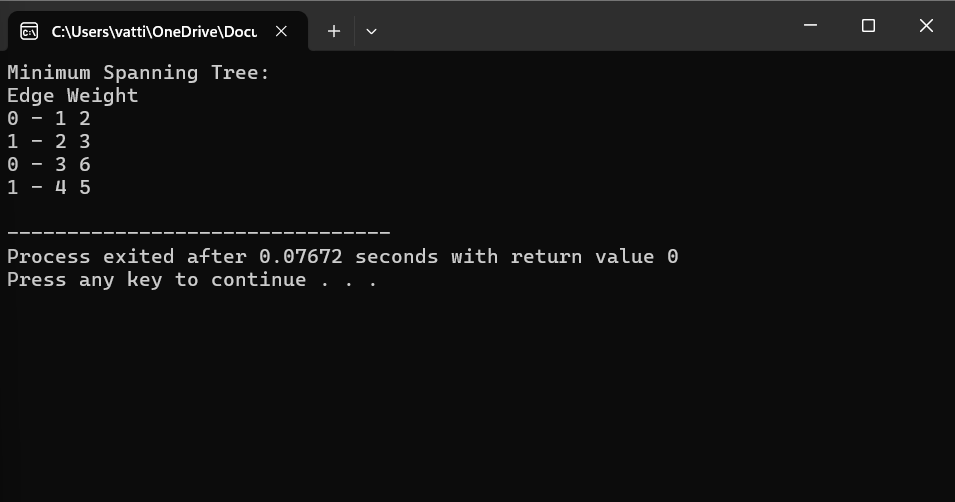 C:\Users\vatti\OneDrive\Docu
Minimum Spanning Tree:
Edge Weight
0 - 1 2
1 - 2 3
0 - 3 6
1 - 4 5
--------------------------------
Process exited after 0.07672 seconds with return value 0
Press any key to continue . . .